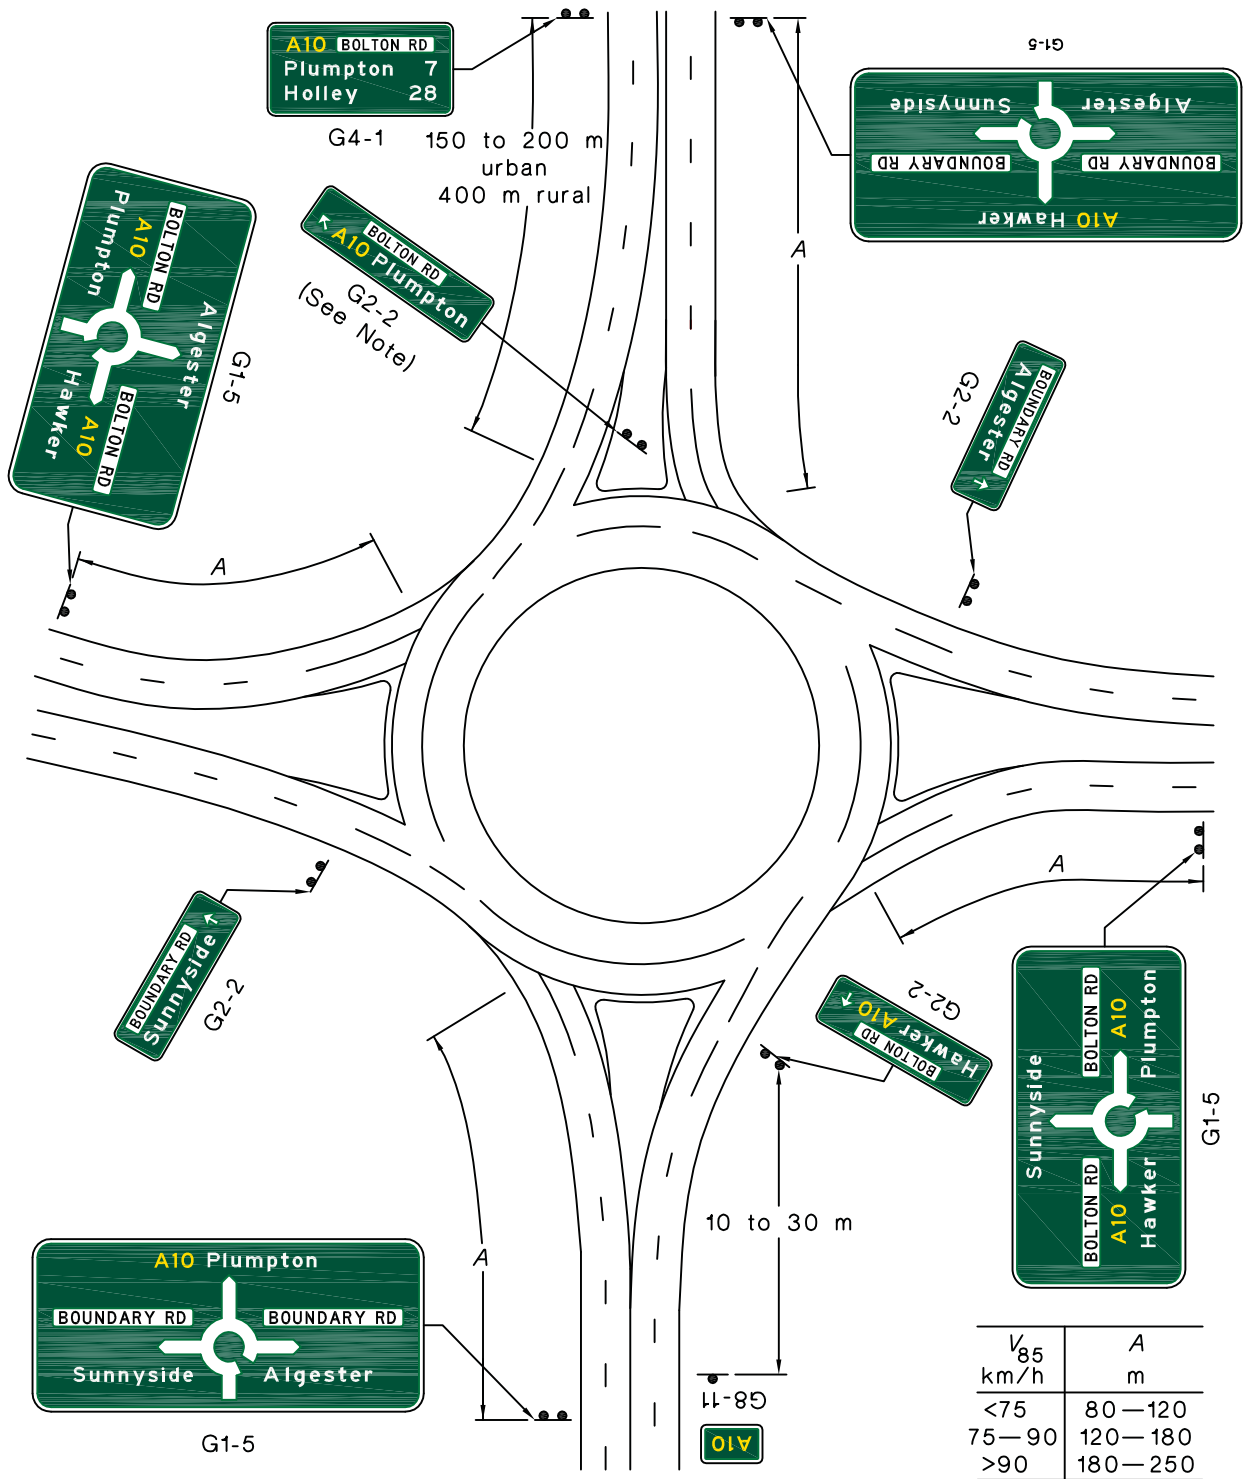 A10 BOLTON RD
Plumpton 7
Holley 28
G4-1
150 to 200 m
urban
400 m rural
G1-5
Sunnyside Algester
BOUNDARY RD BOUNDARY RD
A10 Hawker
BOLTON RD
A10 Plumpton
G2-2
(See Note)
Plumpton
A10
BOLTON RD
Algester
Hawker
A10
BOLTON RD
G1-5
A
A
BOUNDARY RD
Algester
G2-2
A
BOUNDARY RD
Sunnyside
G2-2
G2-2
Hawker A10
BOLTON RD
Sunnyside
BOLTON RD
A10
Plumpton
BOLTON RD
A10
Hawker
G1-5
A
10 to 30 m
A10 Plumpton
BOUNDARY RD BOUNDARY RD
Sunnyside Algester
G1-5
G8-11
A10
V85 A
km/h m
<75 80—120
75—90 120—180
>90 180—250